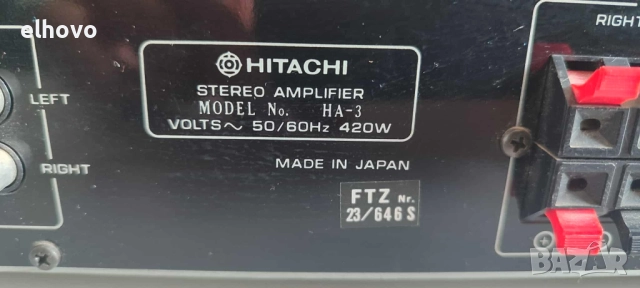 elhovo
RIGHT
HITACHI
STEREO AMPLIFIER
MODEL No. HA-3
VOLTS~ 50/60Hz 420W
LEFT
RIGHT
MADE IN JAPAN
FTZ Nr.
23/646 S
BAZAR